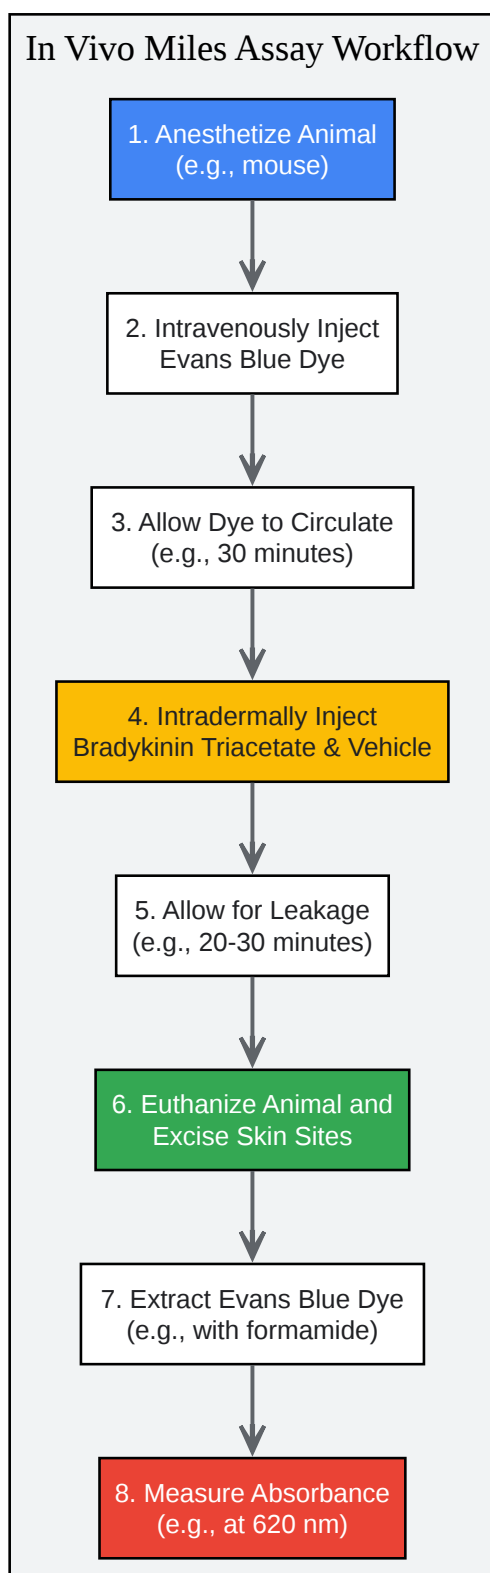 In Vivo Miles Assay Workflow
1. Anesthetize Animal
(e.g., mouse)
2. Intravenously Inject
Evans Blue Dye
3. Allow Dye to Circulate
(e.g., 30 minutes)
4. Intradermally Inject
Bradykinin Triacetate & Vehicle
5. Allow for Leakage
(e.g., 20-30 minutes)
6. Euthanize Animal and
Excise Skin Sites
7. Extract Evans Blue Dye
(e.g., with formamide)
8. Measure Absorbance
(e.g., at 620 nm)